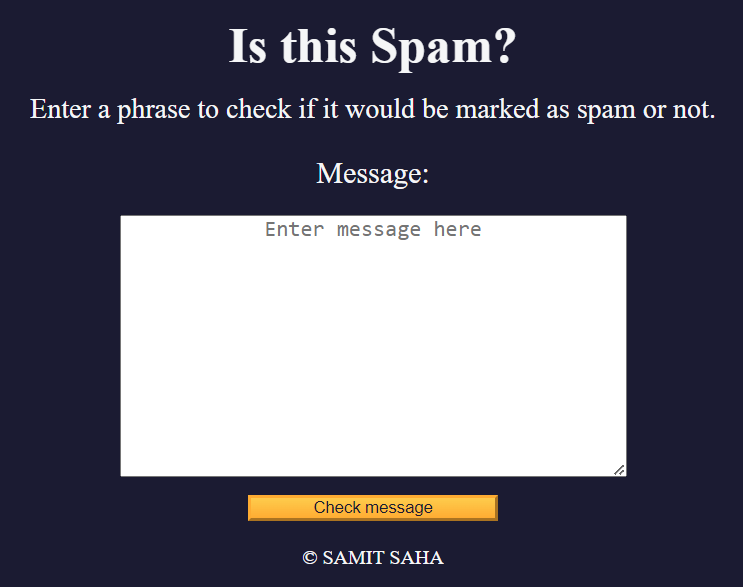 Is this Spam?
Enter a phrase to check if it would be marked as spam or not.
Message:
Enter message here
Check message
© SAMIT SAHA